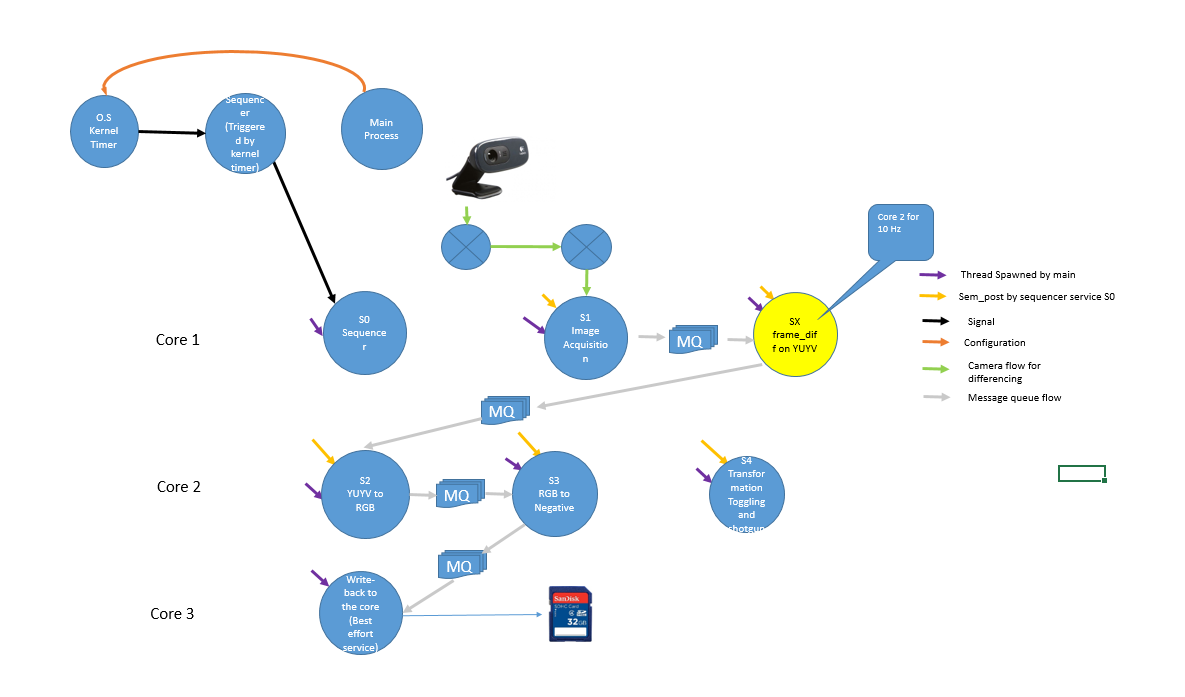 O.S
Kernel
Timer
Sequenc
er
(Triggere
d by
kernel
timer)
Main
Process
Core 2 for
10 Hz
Thread Spawned by main
Sem_post by sequencer service S0
Signal
Configuration
Camera flow for
differencing
Message queue flow
Core 1
S0
Sequence
r
S1
Image
Acquisitio
n
MQ
SX
frame_dif
f on YUYV
MQ
Core 2
S2
YUYV to
RGB
MQ
S3
RGB to
Negative
S4
Transfor
mation
Toggling
and
shotgun
MQ
Core 3
Write-
back to
the core
(Best
effort
service)
SanDisk
32GB